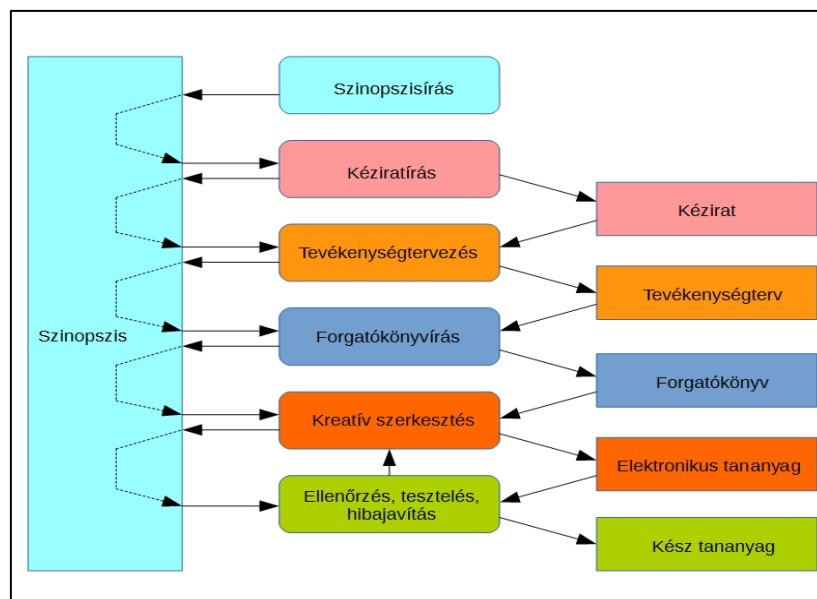 Szinopszisírás
Kéziratírás
Kézirat
Tevékenységtervezés
Tevékenységterv
Szinopszis
Forgatókönyvírás
Forgatókönyv
Kreatív szerkesztés
Elektronikus tananyag
Ellenőrzés, tesztelés,
hibajavítás
Kész tananyag